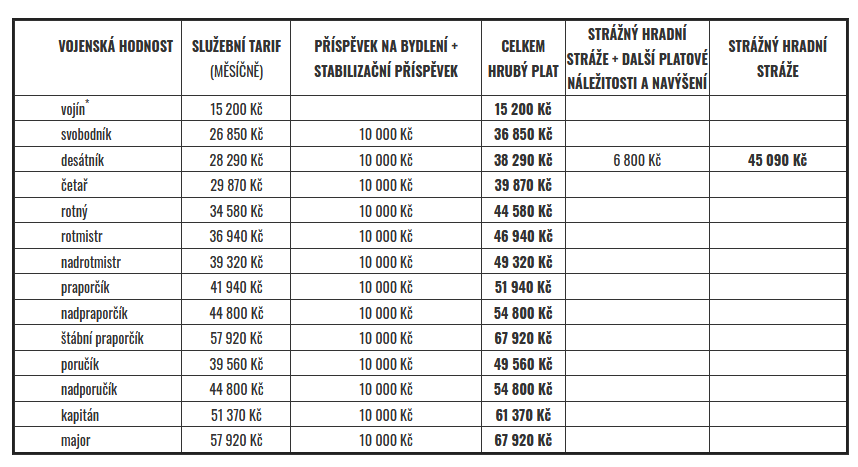 VOJENSKÁ HODNOST SLUŽEBNÍ TARIF (MĚSÍČNĚ) PŘÍSPĚVEK NA BYDLENÍ + STABILIZAČNÍ PŘÍSPĚVEK CELKEM HRUBÝ PLAT STRÁŽNÝ HRADNÍ STRÁŽE + DALŠÍ PLATOVÉ NÁLEŽITOSTI A NAVÝŠENÍ STRÁŽNÝ HRADNÍ STRÁŽE
vojín* 15 200 Kč 15 200 Kč
svobodník 26 850 Kč 10 000 Kč 36 850 Kč
desátník 28 290 Kč 10 000 Kč 38 290 Kč 6 800 Kč 45 090 Kč
četař 29 870 Kč 10 000 Kč 39 870 Kč
rotný 34 580 Kč 10 000 Kč 44 580 Kč
rotmistr 36 940 Kč 10 000 Kč 46 940 Kč
nadrotmistr 39 320 Kč 10 000 Kč 49 320 Kč
praporčík 41 940 Kč 10 000 Kč 51 940 Kč
nadpraporčík 44 800 Kč 10 000 Kč 54 800 Kč
štábní praporčík 57 920 Kč 10 000 Kč 67 920 Kč
poručík 39 560 Kč 10 000 Kč 49 560 Kč
nadporučík 44 800 Kč 10 000 Kč 54 800 Kč
kapitán 51 370 Kč 10 000 Kč 61 370 Kč
major 57 920 Kč 10 000 Kč 67 920 Kč